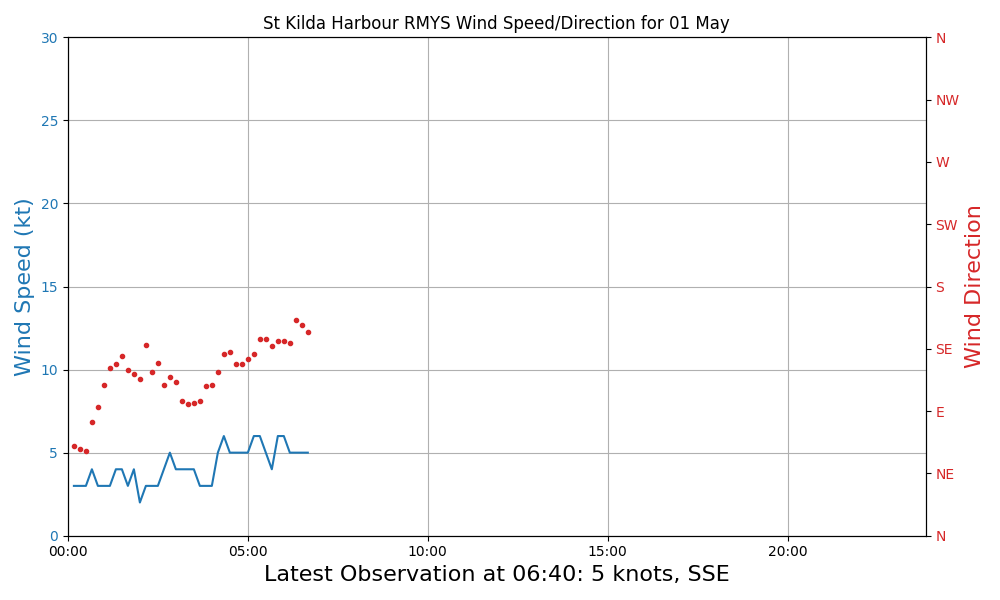 St Kilda Harbour RMYS Wind Speed/Direction for 01 May
30
25
20
15
10
5
0
Wind Speed (kt)
N
NW
W
SW
S
SE
E
NE
N
Wind Direction
00:00
05:00
10:00
15:00
20:00
Latest Observation at 06:40: 5 knots, SSE